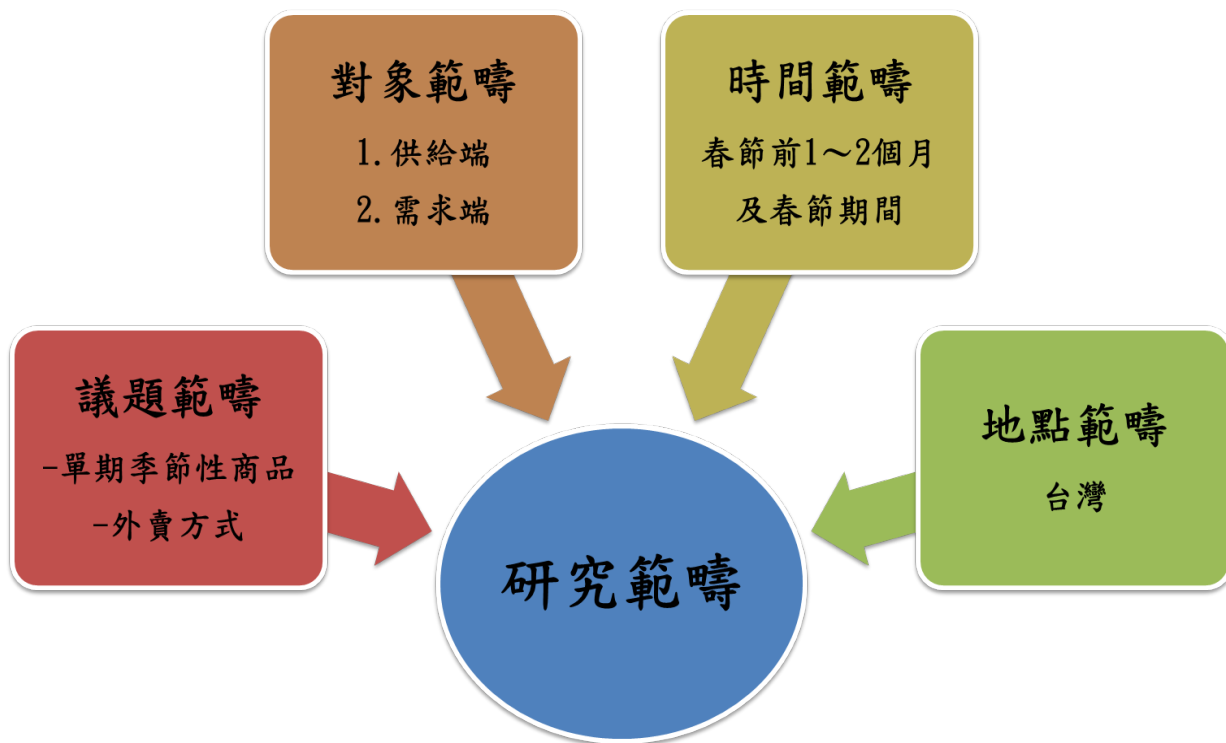 對象範疇
1.供給端
2.需求端
時間範疇
春節前1～2個月
及春節期間
議題範疇
-單期季節性商品
-外賣方式
地點範疇
台灣
研究範疇